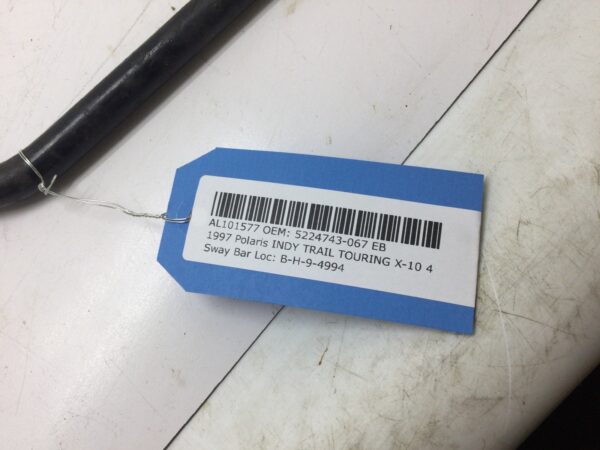 AL101577 OEM: 5224743-067 EB
1997 Polaris INDY TRAIL TOURING X-10 4
Sway Bar Loc: B-H-9-4994